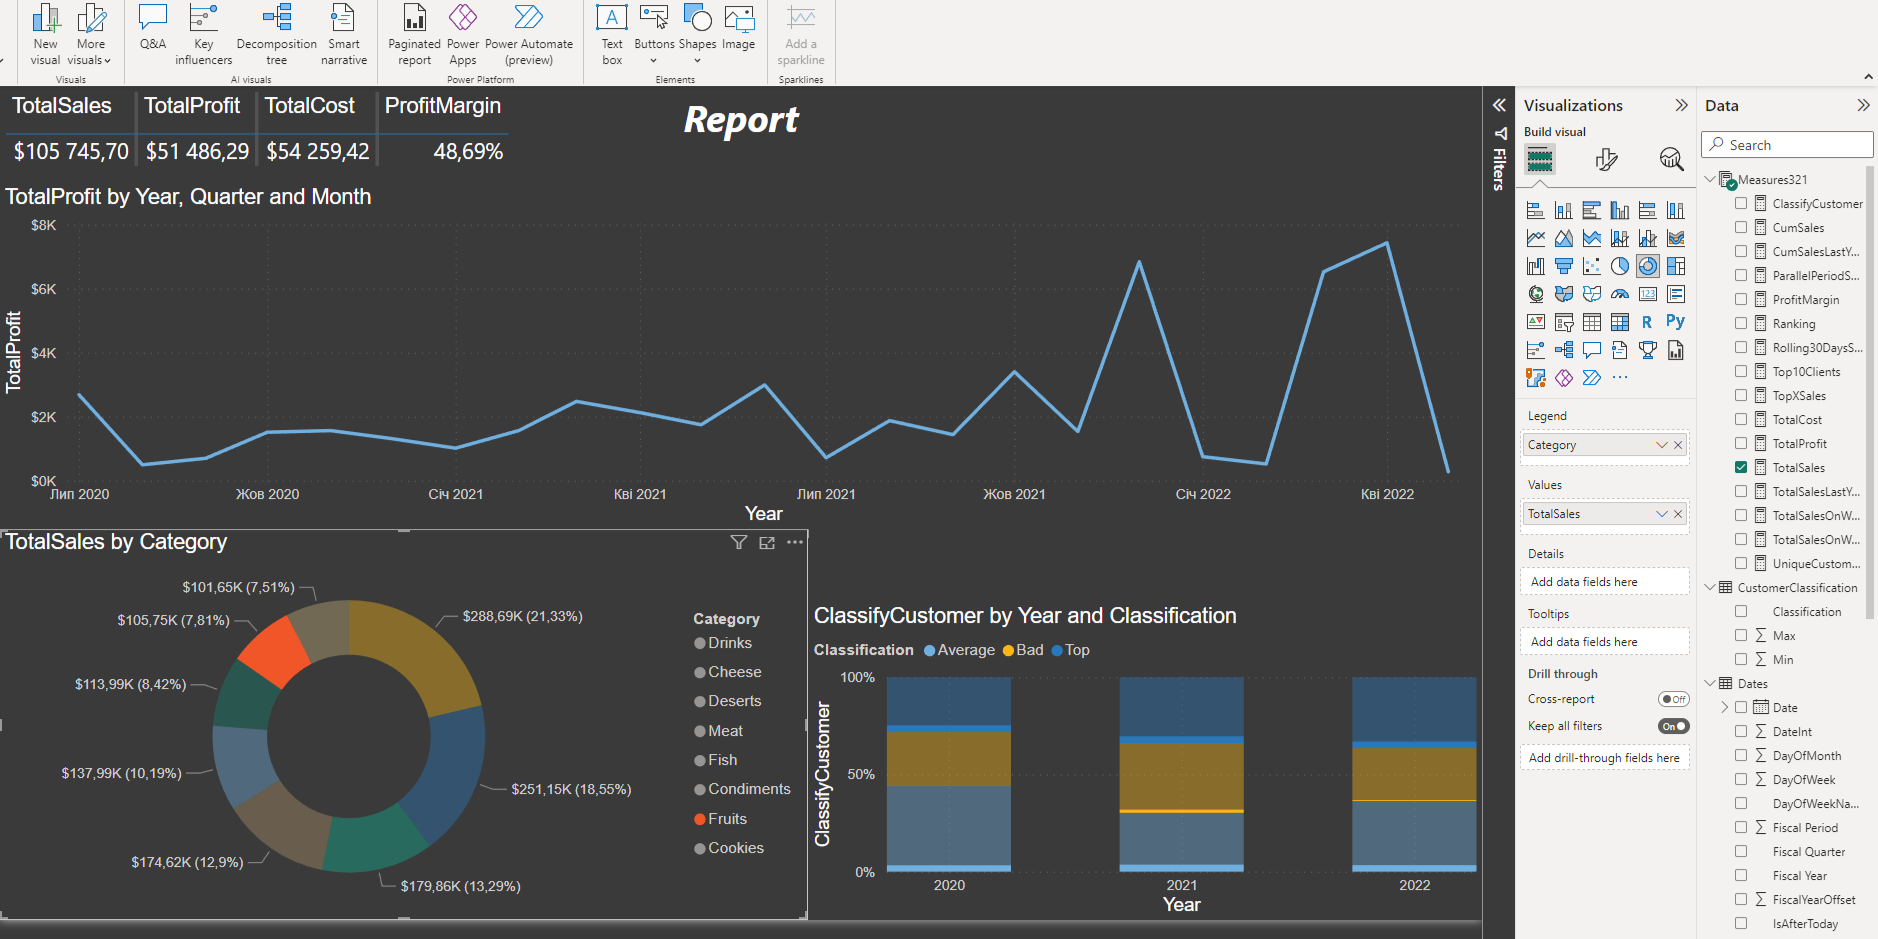 New visual
More visuals
Visuals
Q&A
Key influencers
Decomposition tree
Smart narrative
AI visuals
Paginated report
Power Apps
Power Automate (preview)
Power Platform
Text box
Buttons
Shapes
Image
Elements
Add a sparkline
Sparklines
TotalSales TotalProfit TotalCost ProfitMargin
$105 745,70 $51 486,29 $54 259,42 48,69%
Report
TotalProfit by Year, Quarter and Month
TotalProfit
$8K
$6K
$4K
$2K
$0K
Лип 2020 Жов 2020 Січ 2021 Кві 2021 Лип 2021 Жов 2021 Січ 2022 Кві 2022
Year
TotalSales by Category
$101,65K (7,51%)
$105,75K (7,81%)
$113,99K (8,42%)
$137,99K (10,19%)
$174,62K (12,9%)
$288,69K (21,33%)
$251,15K (18,55%)
$179,86K (13,29%)
Category
Drinks
Cheese
Deserts
Meat
Fish
Condiments
Fruits
Cookies
ClassifyCustomer by Year and Classification
Classification Average Bad Top
ClassifyCustomer
100%
50%
0%
2020 2021 2022
Year
Filters
Visualizations
Build visual
123
R Py
Legend
Category
Values
TotalSales
Details
Add data fields here
Tooltips
Add data fields here
Drill through
Cross-report Off
Keep all filters On
Add drill-through fields here
Data
Search
Measures321
ClassifyCustomer
CumSales
CumSalesLastY...
ParallelPeriodS...
ProfitMargin
Ranking
Rolling30DaysS...
Top10Clients
TopXSales
TotalCost
TotalProfit
TotalSales
TotalSalesLastY...
TotalSalesOnW...
TotalSalesOnW...
UniqueCustom...
CustomerClassification
Classification
Max
Min
Dates
Date
DateInt
DayOfMonth
DayOfWeek
DayOfWeekNa...
Fiscal Period
Fiscal Quarter
Fiscal Year
FiscalYearOffset
IsAfterToday